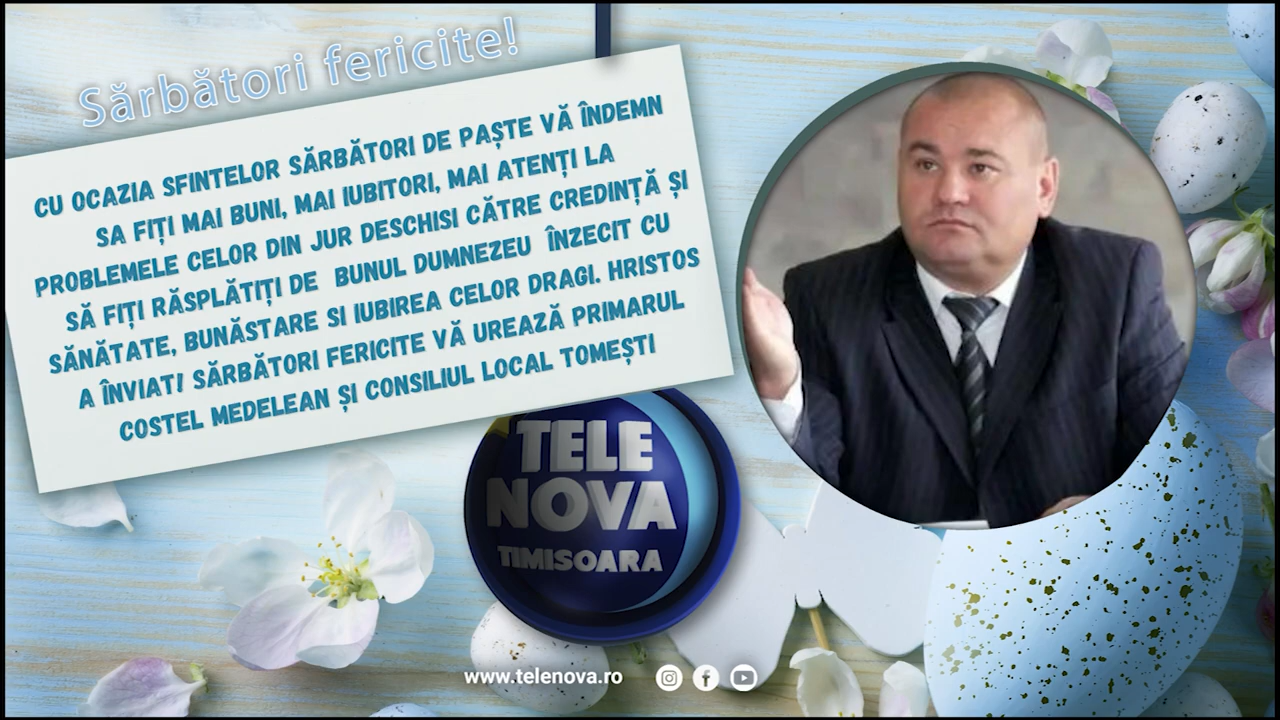 Sărbători fericite!
CU OCAZIA SFINTELOR SĂRBĂTORI DE PAȘTE VĂ ÎNDEMN
SA FIȚI MAI BUNI, MAI IUBITORI, MAI ATENȚI LA
PROBLEMELE CELOR DIN JUR DESCHISI CĂTRE CREDINȚĂ ȘI
SĂ FIȚI RĂSPLĂTIȚI DE BUNUL DUMNEZEU ÎNZECIT CU
SĂNĂTATE, BUNĂSTARE SI IUBIREA CELOR DRAGI. HRISTOS
A ÎNVIAT! SĂRBĂTORI FERICITE VĂ UREAZĂ PRIMARUL
COSTEL MEDELEAN ȘI CONSILIUL LOCAL TOMEȘTI
TELE
NOVA
TIMISOARA
www.telenova.ro